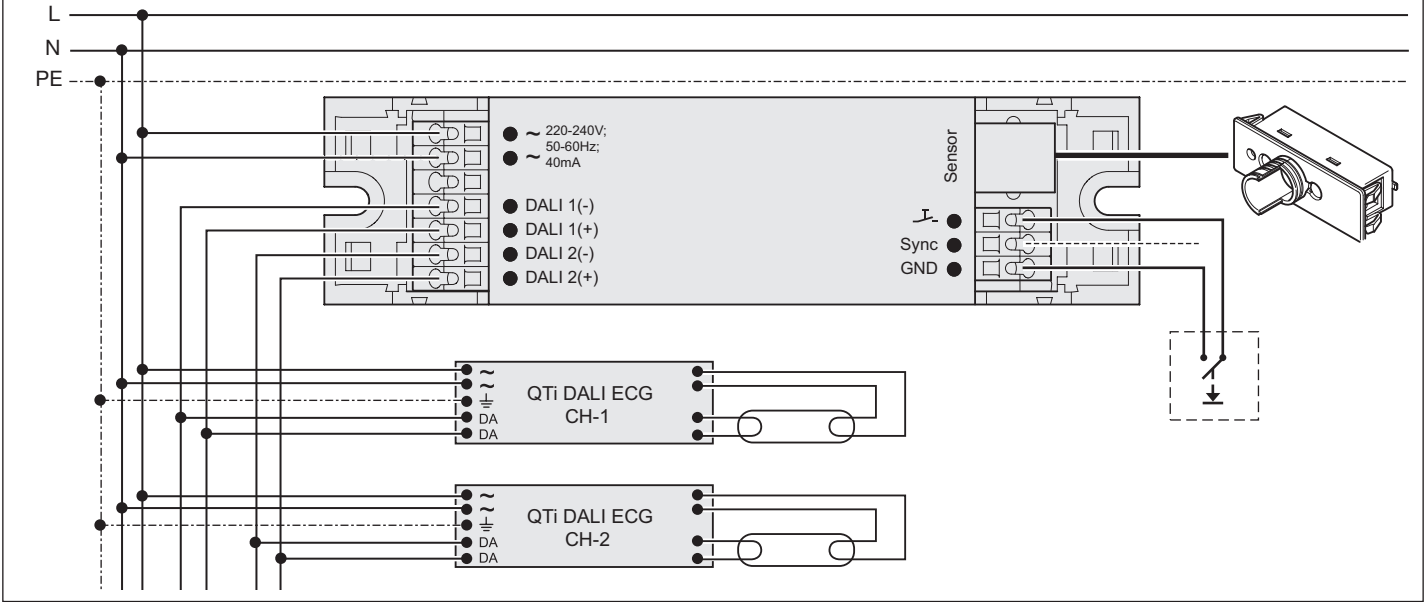 L
N
PE
~ 220-240V;
~ 50-60Hz;
40mA
DALI 1(-)
DALI 1(+)
DALI 2(-)
DALI 2(+)
Sensor
Sync
GND
~
~
DA
DA
QTi DALI ECG
CH-1
~
~
DA
DA
QTi DALI ECG
CH-2